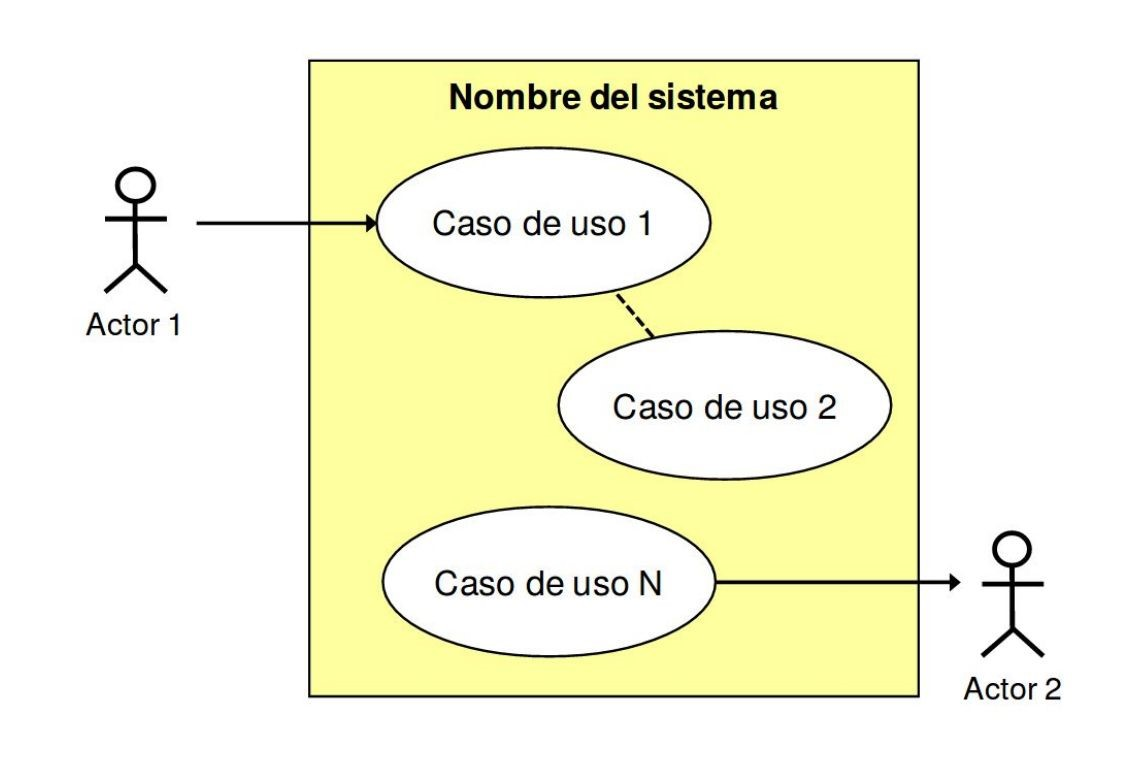 Nombre del sistema
Caso de uso 1
Actor 1
Caso de uso 2
Caso de uso N
Actor 2